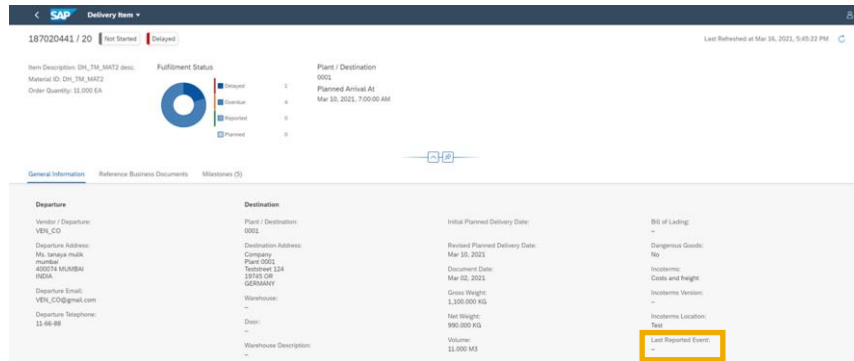 SAP Delivery Item
187020441 / 20 Not Started Delayed
Last Refreshed at Mar 16, 2021, 5:45:22 PM
Item Description: DH_TM_MAT2 desc.
Material ID: DH_TM_MAT2
Order Quantity: 11.000 EA
Fulfillment Status
Delayed 1
Overdue 4
Reported 0
Planned 0
Plant / Destination
0001
Planned Arrival At
Mar 10, 2021, 7:00:00 AM
General Information Reference Business Documents Milestones (5)
Departure
Vendor / Departure:
VEN_CO
Departure Address:
Ms. tanaya mulik
mumbai
400074 MUMBAI
INDIA
Departure Email:
VEN_CO@gmail.com
Departure Telephone:
11-66-88
Destination
Plant / Destination:
0001
Destination Address:
Company
Plant 0001
Teststreet 124
19745 OR
GERMANY
Warehouse:
–
Door:
–
Warehouse Description:
–
Initial Planned Delivery Date:
Revised Planned Delivery Date:
Mar 10, 2021
Document Date:
Mar 02, 2021
Gross Weight:
1,100.000 KG
Net Weight:
990.000 KG
Volume:
11.000 M3
Bill of Lading:
–
Dangerous Goods:
No
Incoterms:
Costs and freight
Incoterms Version:
–
Incoterms Location:
Test
Last Reported Event:
–